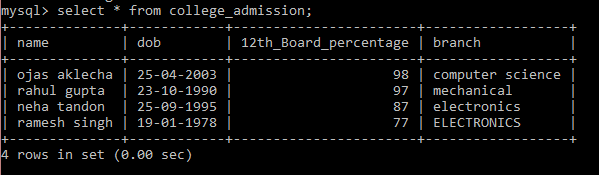 mysql> select * from college_admission;
+--------------+------------+-----------------------+------------------+
| name         | dob        | 12th_Board_percentage | branch           |
+--------------+------------+-----------------------+------------------+
| ojas aklecha | 25-04-2003 |                    98 | computer science |
| rahul gupta  | 23-10-1990 |                    97 | mechanical       |
| neha tandon  | 25-09-1995 |                    87 | electronics      |
| ramesh singh | 19-01-1978 |                    77 | ELECTRONICS      |
+--------------+------------+-----------------------+------------------+
4 rows in set (0.00 sec)